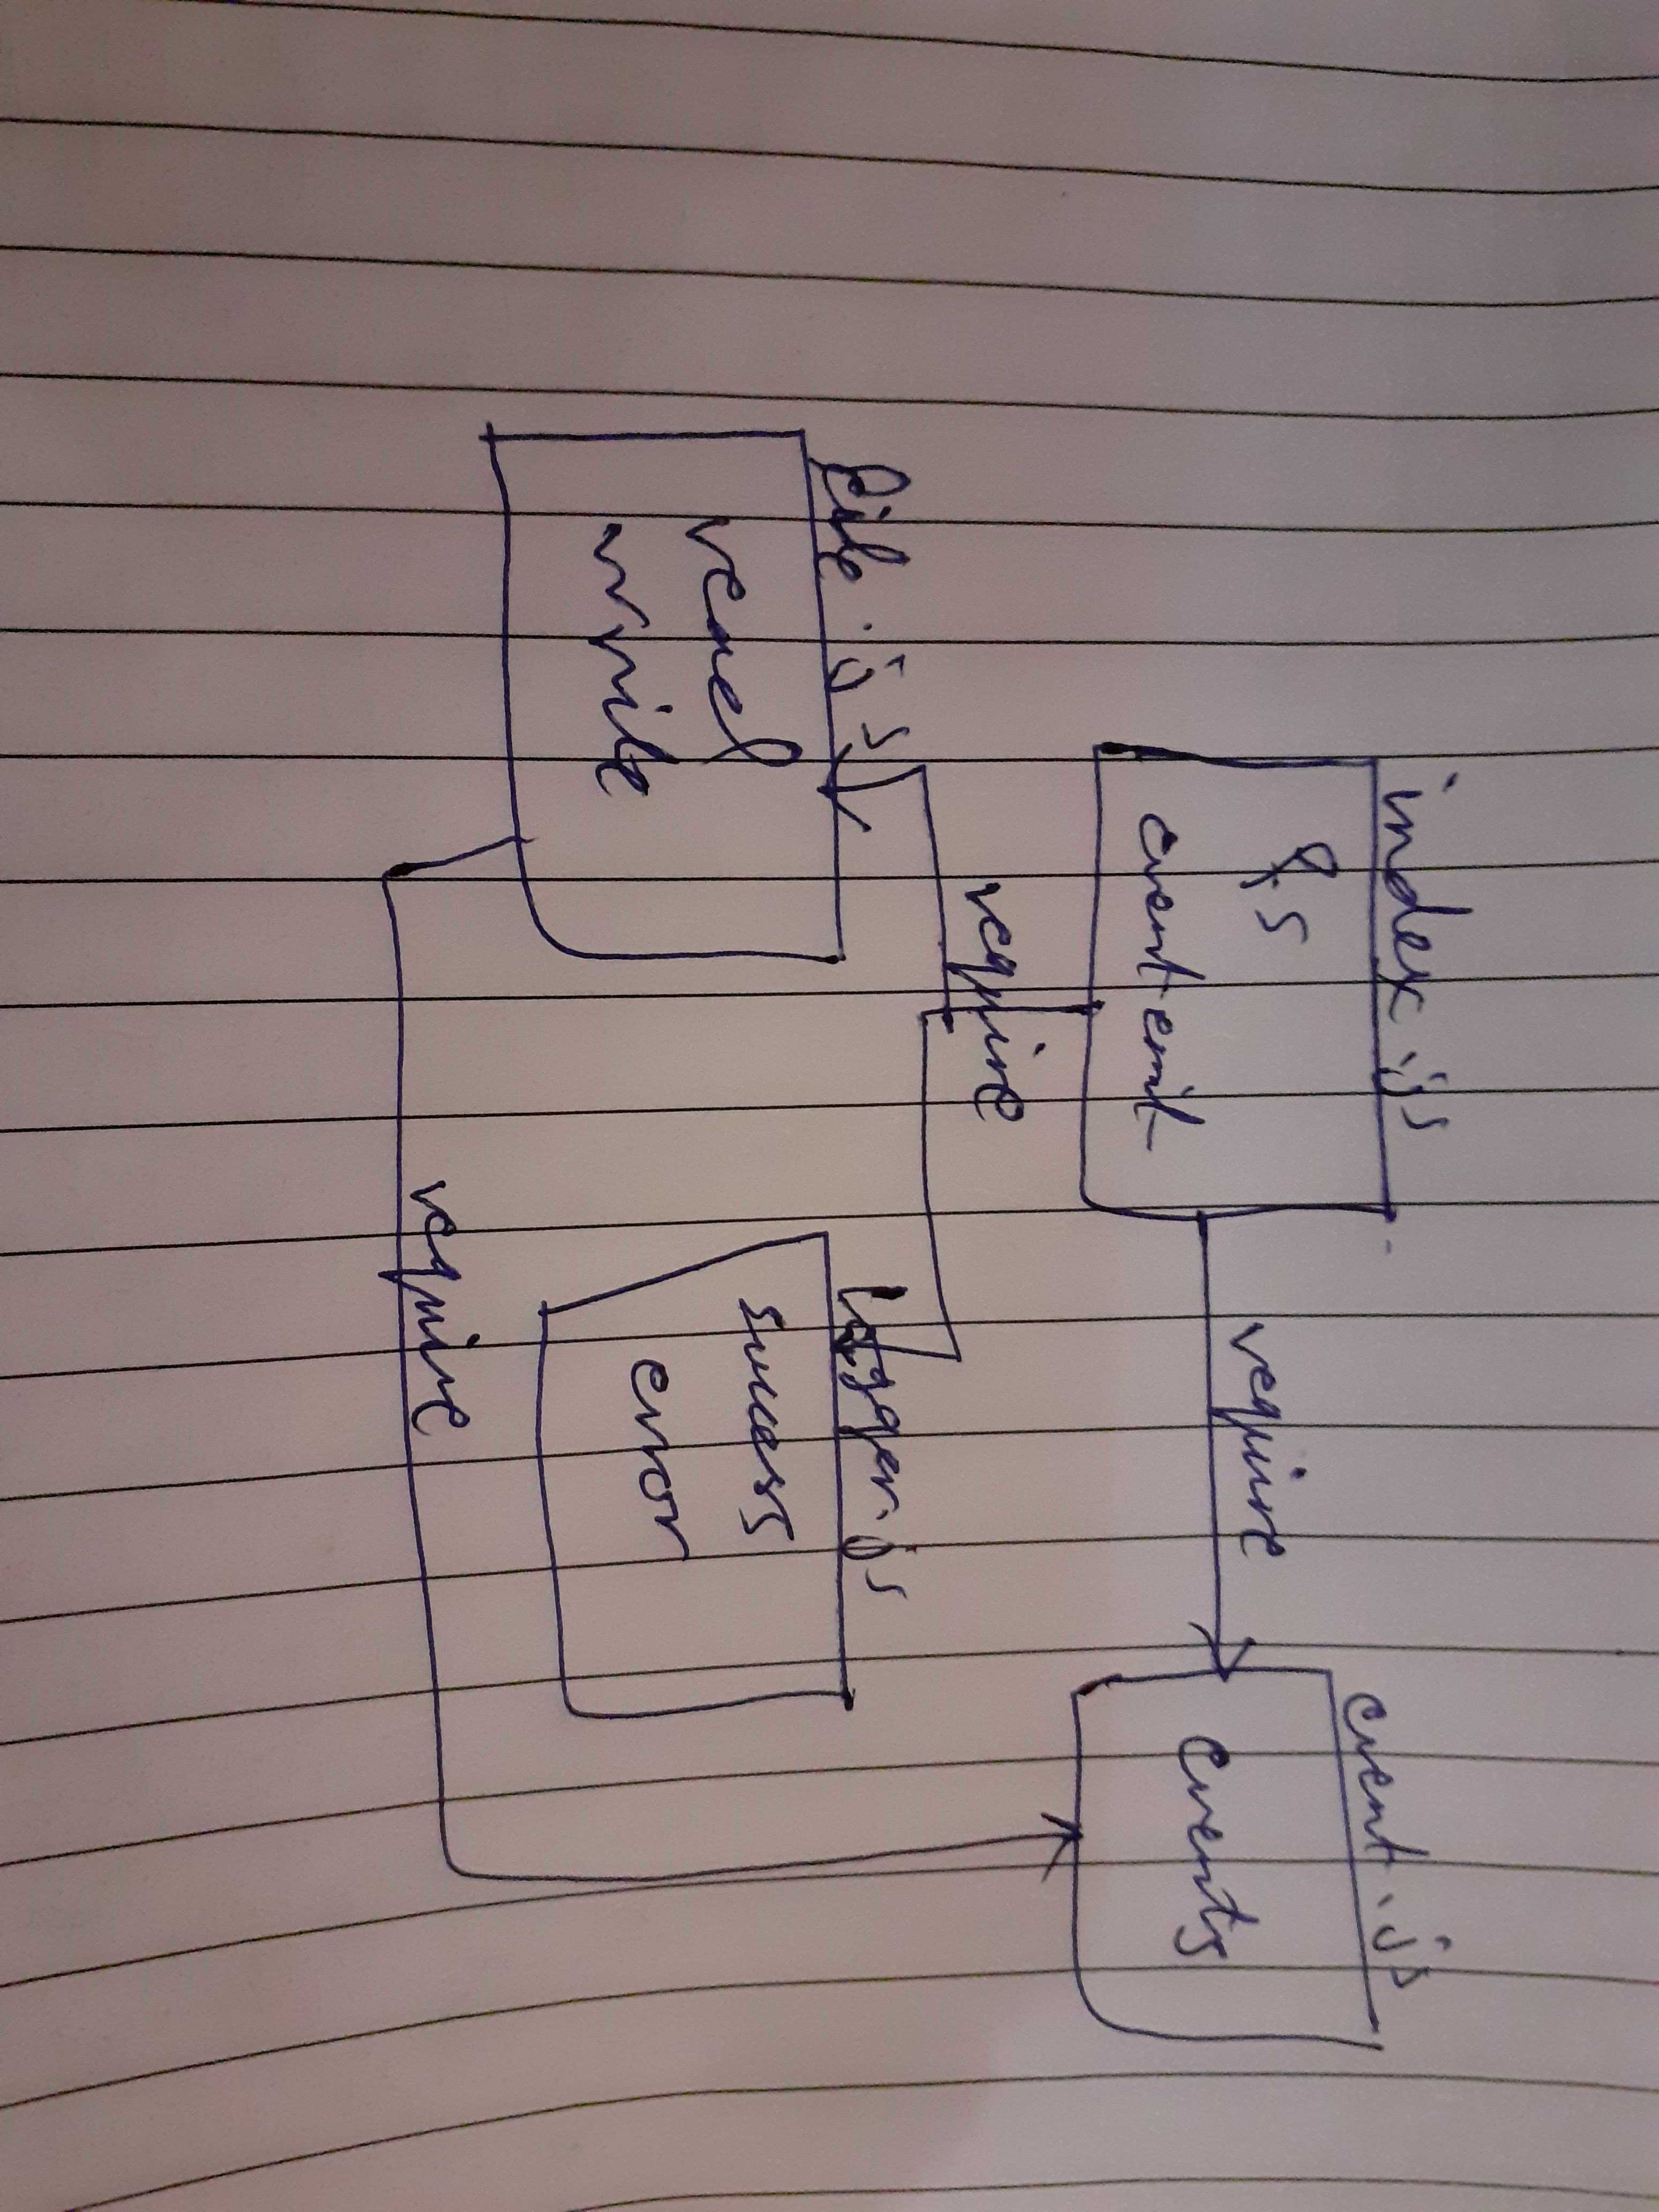 index.js
fs
event emit
require
event.js
events
require
file.js
read
write
logger.js
success
error
require